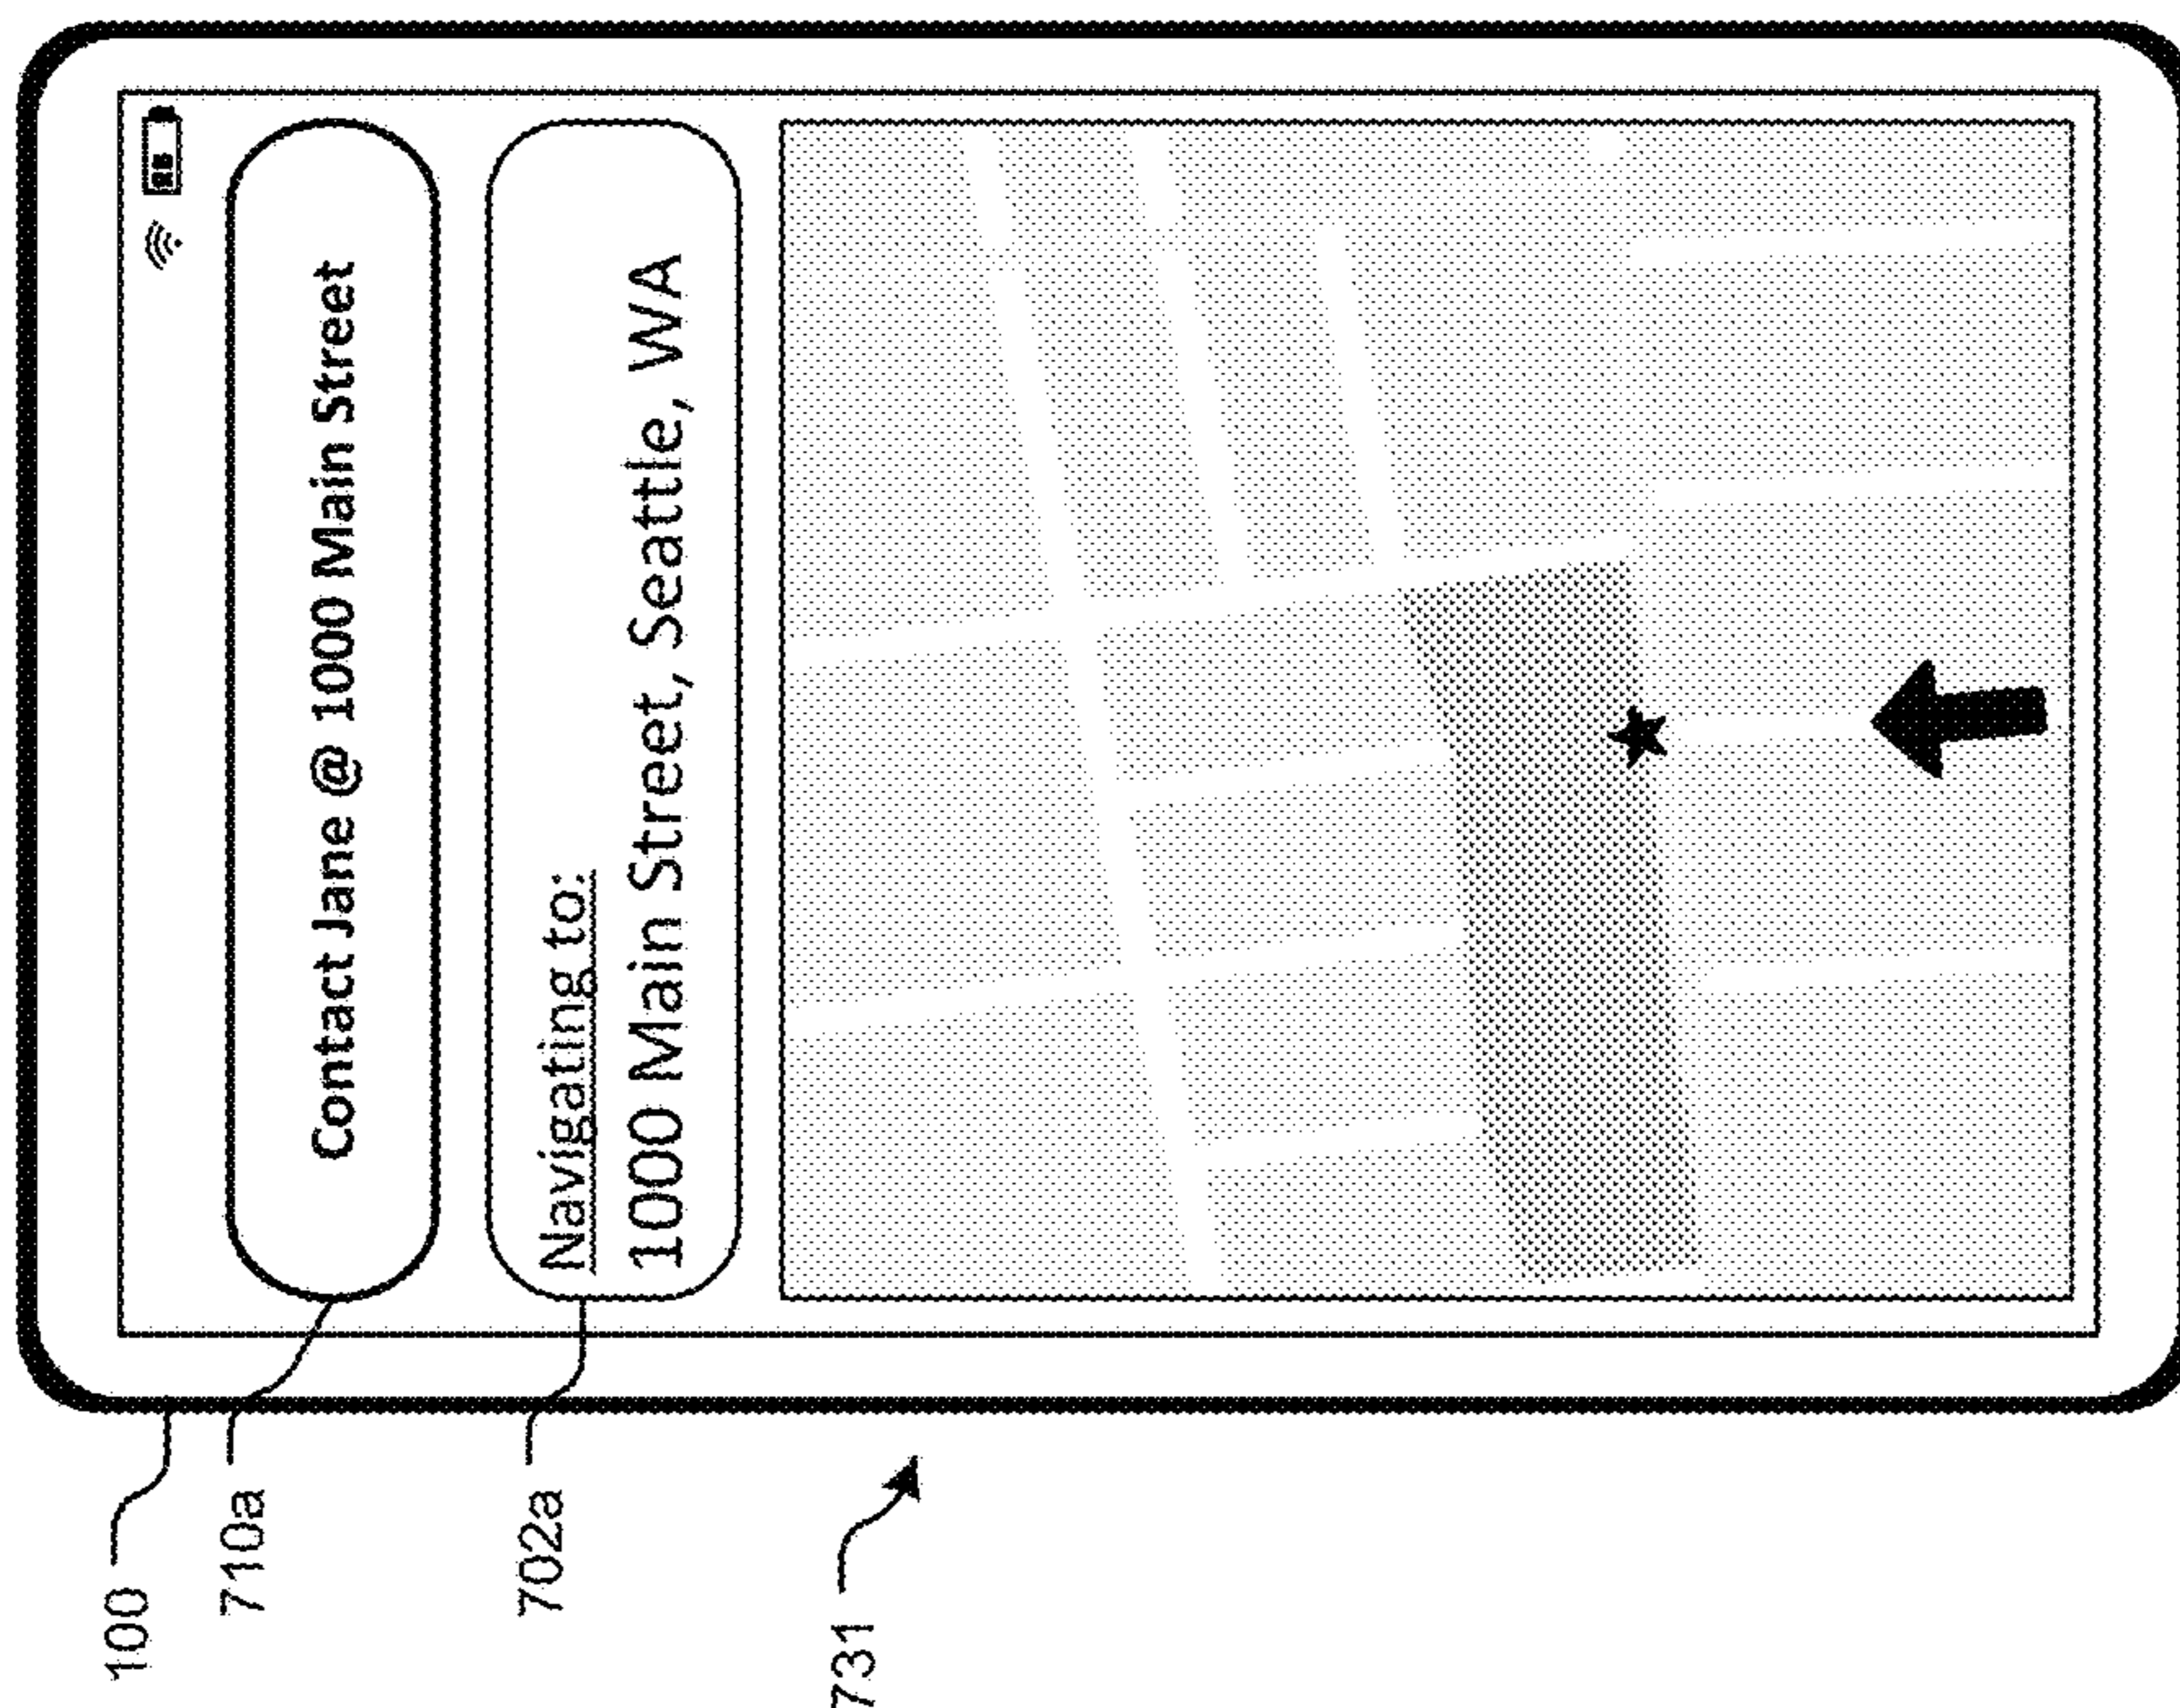 100
710a
Contact Jane @ 1000 Main Street
702a
Navigating to:
1000 Main Street, Seattle, WA
731